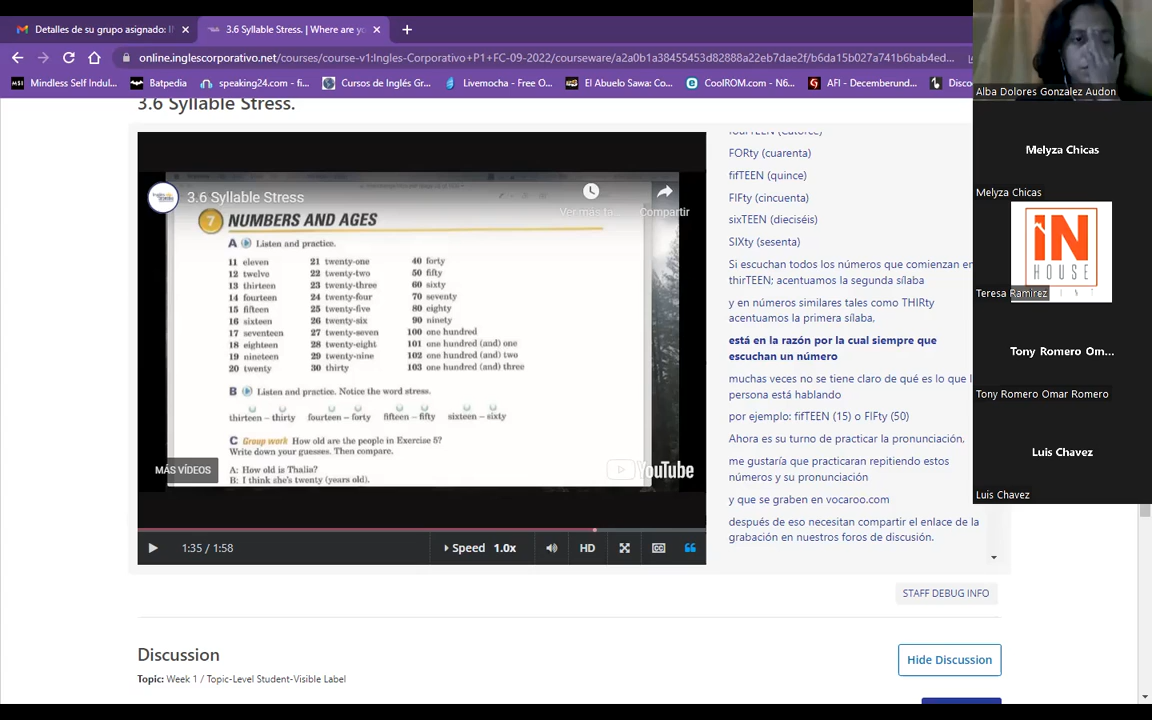 Detalles de su grupo asignado: I
3.6 Syllable Stress. | Where are yo
online.inglescorporativo.net/courses/course-v1:Ingles-Corporativo+P1+FC-09-2022/courseware/a2a0b1a38455453d82888a22eb7dae2f/b6da15b027a741b6bab4ed...
Mindless Self Indul...
Batpedia
speaking24.com - fi...
Cursos de Inglés Gr...
Livemocha - Free O...
El Abuelo Sawa: Co...
CoolROM.com - N6...
AFI - Decemberund...
Disco
3.6 Syllable Stress.
3.6 Syllable Stress
Ver más ta...
Compartir
7 NUMBERS AND AGES
A Listen and practice.
11 eleven 21 twenty-one 40 forty
12 twelve 22 twenty-two 50 fifty
13 thirteen 23 twenty-three 60 sixty
14 fourteen 24 twenty-four 70 seventy
15 fifteen 25 twenty-five 80 eighty
16 sixteen 26 twenty-six 90 ninety
17 seventeen 27 twenty-seven 100 one hundred
18 eighteen 28 twenty-eight 101 one hundred (and) one
19 nineteen 29 twenty-nine 102 one hundred (and) two
20 twenty 30 thirty 103 one hundred (and) three
B Listen and practice. Notice the word stress.
thirteen – thirty fourteen – forty fifteen – fifty sixteen – sixty
C Group work How old are the people in Exercise 5?
Write down your guesses. Then compare.
A: How old is Thalia?
B: I think she's twenty (years old).
MÁS VÍDEOS
YouTube
1:35 / 1:58
Speed 1.0x
HD
CC
fourTEEN (catorce)
FORty (cuarenta)
fifTEEN (quince)
FIFty (cincuenta)
sixTEEN (dieciséis)
SIXty (sesenta)
Si escuchan todos los números que comienzan en
thirTEEN; acentuamos la segunda sílaba
y en números similares tales como THIRty
acentuamos la primera sílaba,
está en la razón por la cual siempre que
escuchan un número
muchas veces no se tiene claro de qué es lo que l
persona está hablando
por ejemplo: fifTEEN (15) o FIFty (50)
Ahora es su turno de practicar la pronunciación,
me gustaría que practicaran repitiendo estos
números y su pronunciación
y que se graben en vocaroo.com
después de eso necesitan compartir el enlace de la
grabación en nuestros foros de discusión.
STAFF DEBUG INFO
Discussion
Hide Discussion
Topic: Week 1 / Topic-Level Student-Visible Label
Alba Dolores Gonzalez Audon
Melyza Chicas
Melyza Chicas
iN
HOUSE
Teresa Ramirez
Tony Romero Om...
Tony Romero Omar Romero
Luis Chavez
Luis Chavez